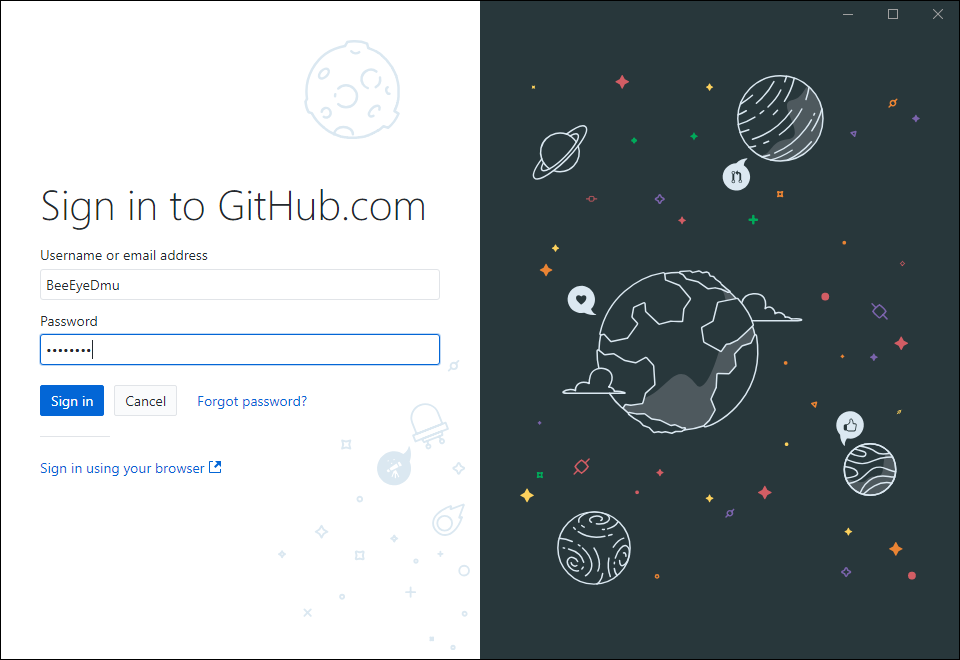 Sign in to GitHub.com
Username or email address
BeeEyeDmu
Password
••••••••
Sign in
Cancel
Forgot password?
Sign in using your browser